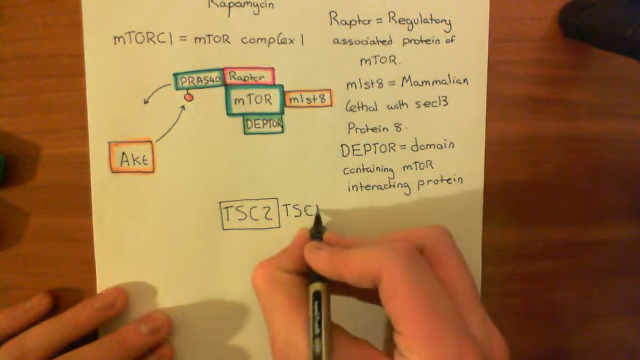 Rapamycin
mTORC1 = mTOR complex 1
PRAS40 Raptor
mTOR mlst8
DEPTOR
Akt
TSC2 TSC1
Raptor = Regulatory
associated protein of
mTOR.
mlst8 = Mammalian
lethal with sec13
Protein 8.
DEPTOR = domain
containing mTOR
interacting protein